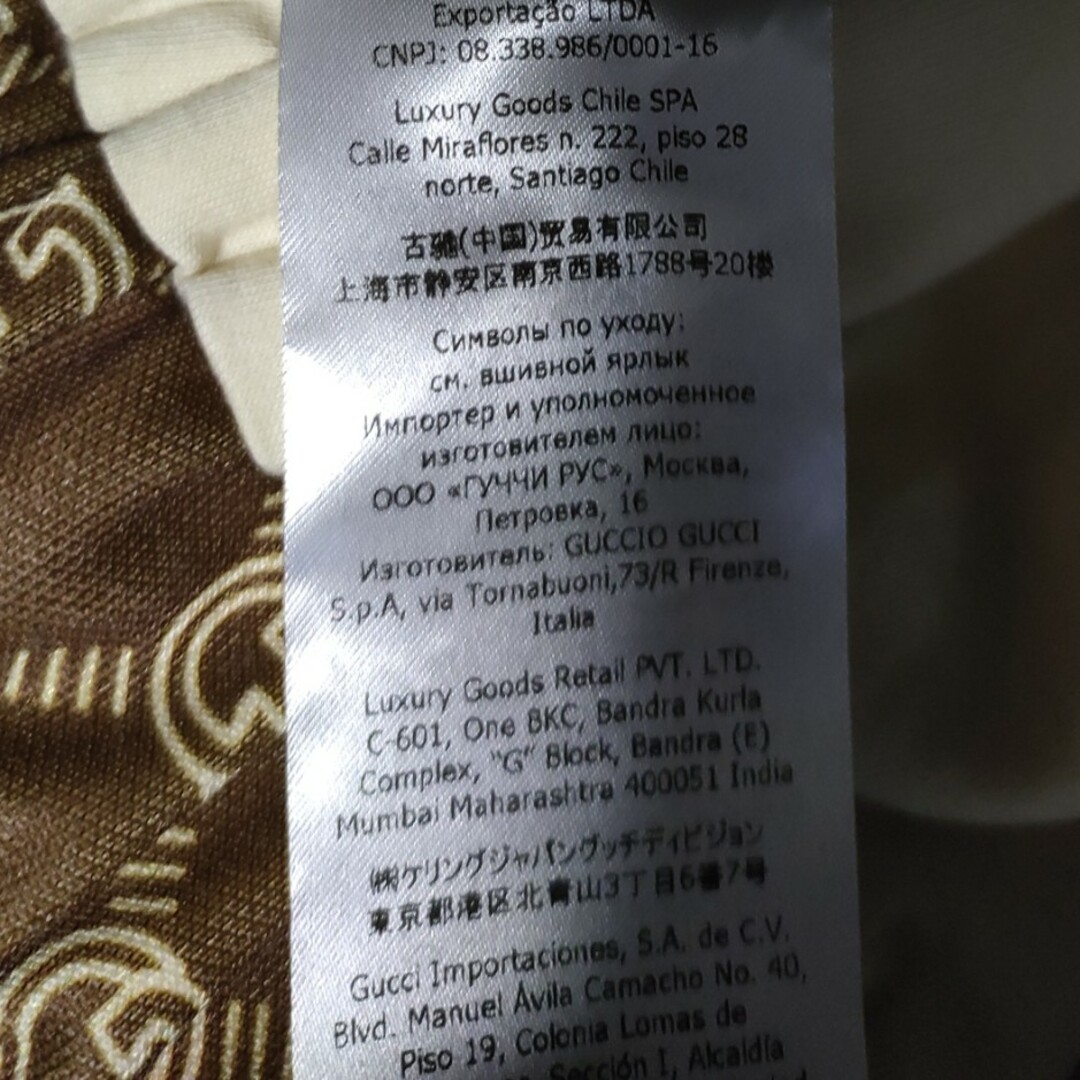 Exportação LTDA
CNPJ: 08.338.986/0001-16
Luxury Goods Chile SPA
Calle Miraflores n. 222, piso 28
norte, Santiago Chile
古驰(中国)贸易有限公司
上海市静安区南京西路1788号20楼
Символы по уходу:
см. вшивной ярлык
Импортер и уполномоченное
изготовителем лицо:
ООО «ГУЧЧИ РУС», Москва,
Петровка, 16
Изготовитель: GUCCIO GUCCI
S.p.A, via Tornabuoni,73/R Firenze,
Italia
Luxury Goods Retail PVT. LTD.
C-601, One BKC, Bandra Kurla
Complex, "G" Block, Bandra (E)
Mumbai Maharashtra 400051 India
㈱ケリングジャパングッチディビジョン
東京都港区北青山3丁目6番7号
Gucci Importaciones, S.A. de C.V.
Blvd. Manuel Ávila Camacho No. 40,
Piso 19, Colonia Lomas de
Sección I, Alcaldía